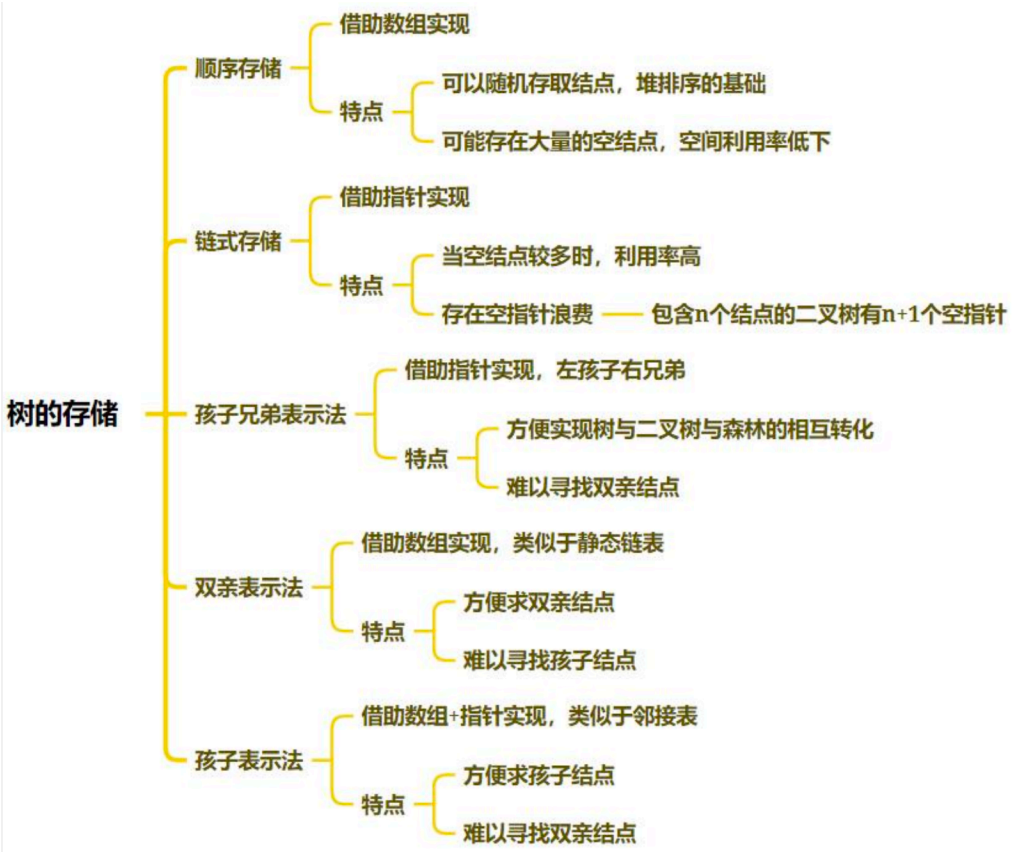 树的存储
顺序存储
借助数组实现
特点
可以随机存取结点，堆排序的基础
可能存在大量的空结点，空间利用率低下
链式存储
借助指针实现
特点
当空结点较多时，利用率高
存在空指针浪费
包含n个结点的二叉树有n+1个空指针
孩子兄弟表示法
借助指针实现，左孩子右兄弟
特点
方便实现树与二叉树与森林的相互转化
难以寻找双亲结点
双亲表示法
借助数组实现，类似于静态链表
特点
方便求双亲结点
难以寻找孩子结点
孩子表示法
借助数组+指针实现，类似于邻接表
特点
方便求孩子结点
难以寻找双亲结点